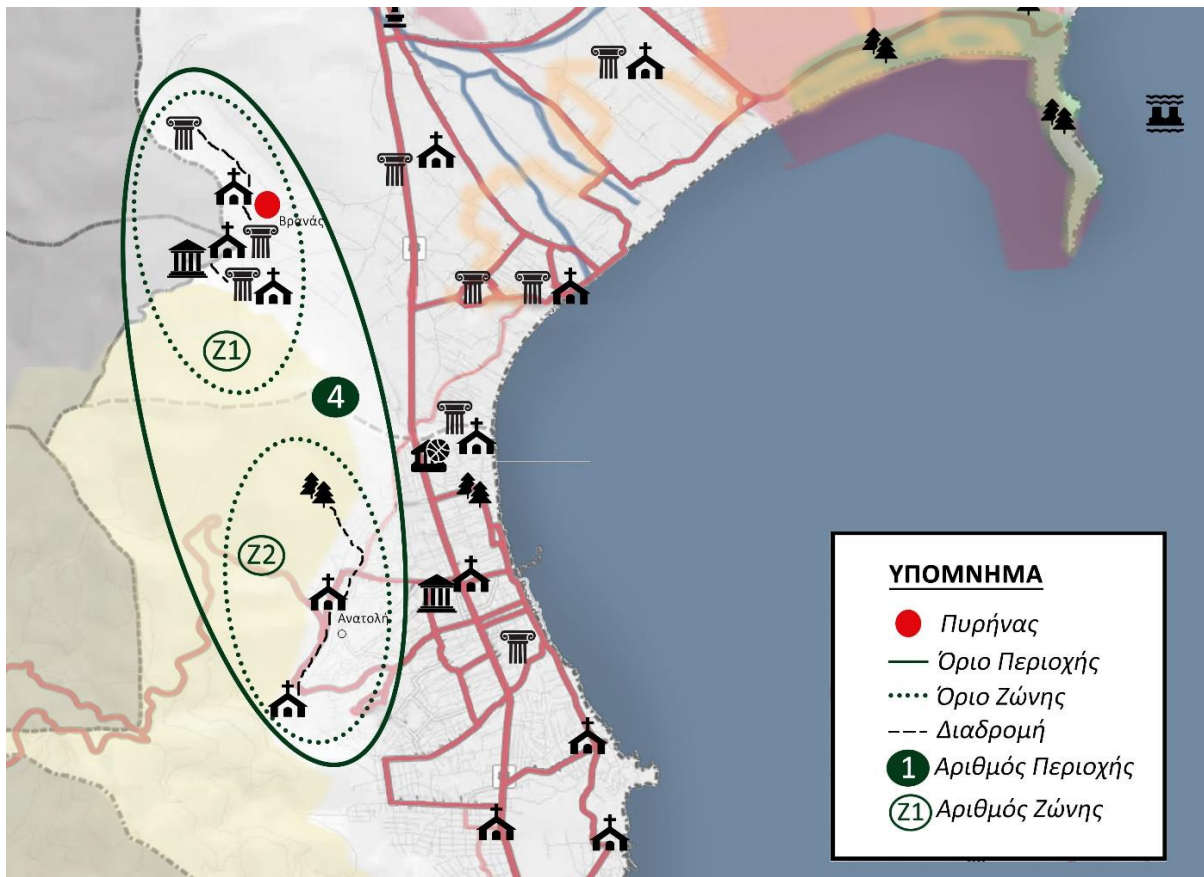 Βρανάς
Z1
4
Z2
Ανατολή
ΥΠΟΜΝΗΜΑ
Πυρήνας
Όριο Περιοχής
Όριο Ζώνης
Διαδρομή
1 Αριθμός Περιοχής
Z1 Αριθμός Ζώνης